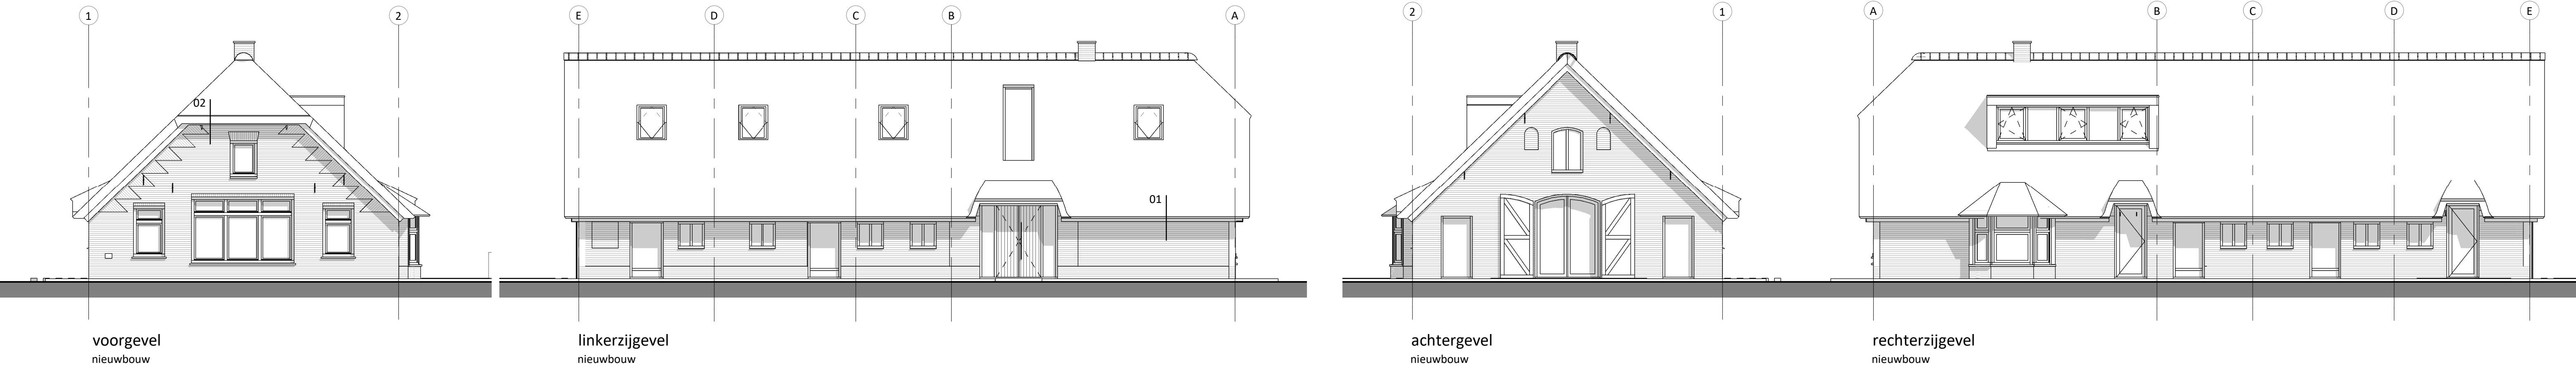 1
2
E
D
C
B
A
2
1
A
B
C
D
E
02
01
voorgevel
nieuwbouw
linkerzijgevel
nieuwbouw
achtergevel
nieuwbouw
rechterzijgevel
nieuwbouw